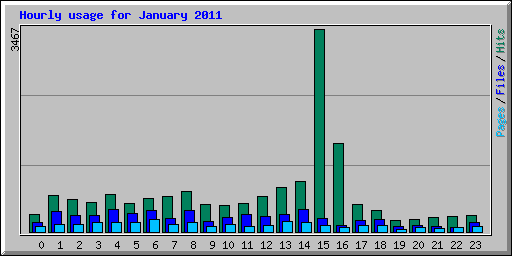 Hourly usage for January 2011
3467
Pages/Files/Hits
0 1 2 3 4 5 6 7 8 9 10 11 12 13 14 15 16 17 18 19 20 21 22 23